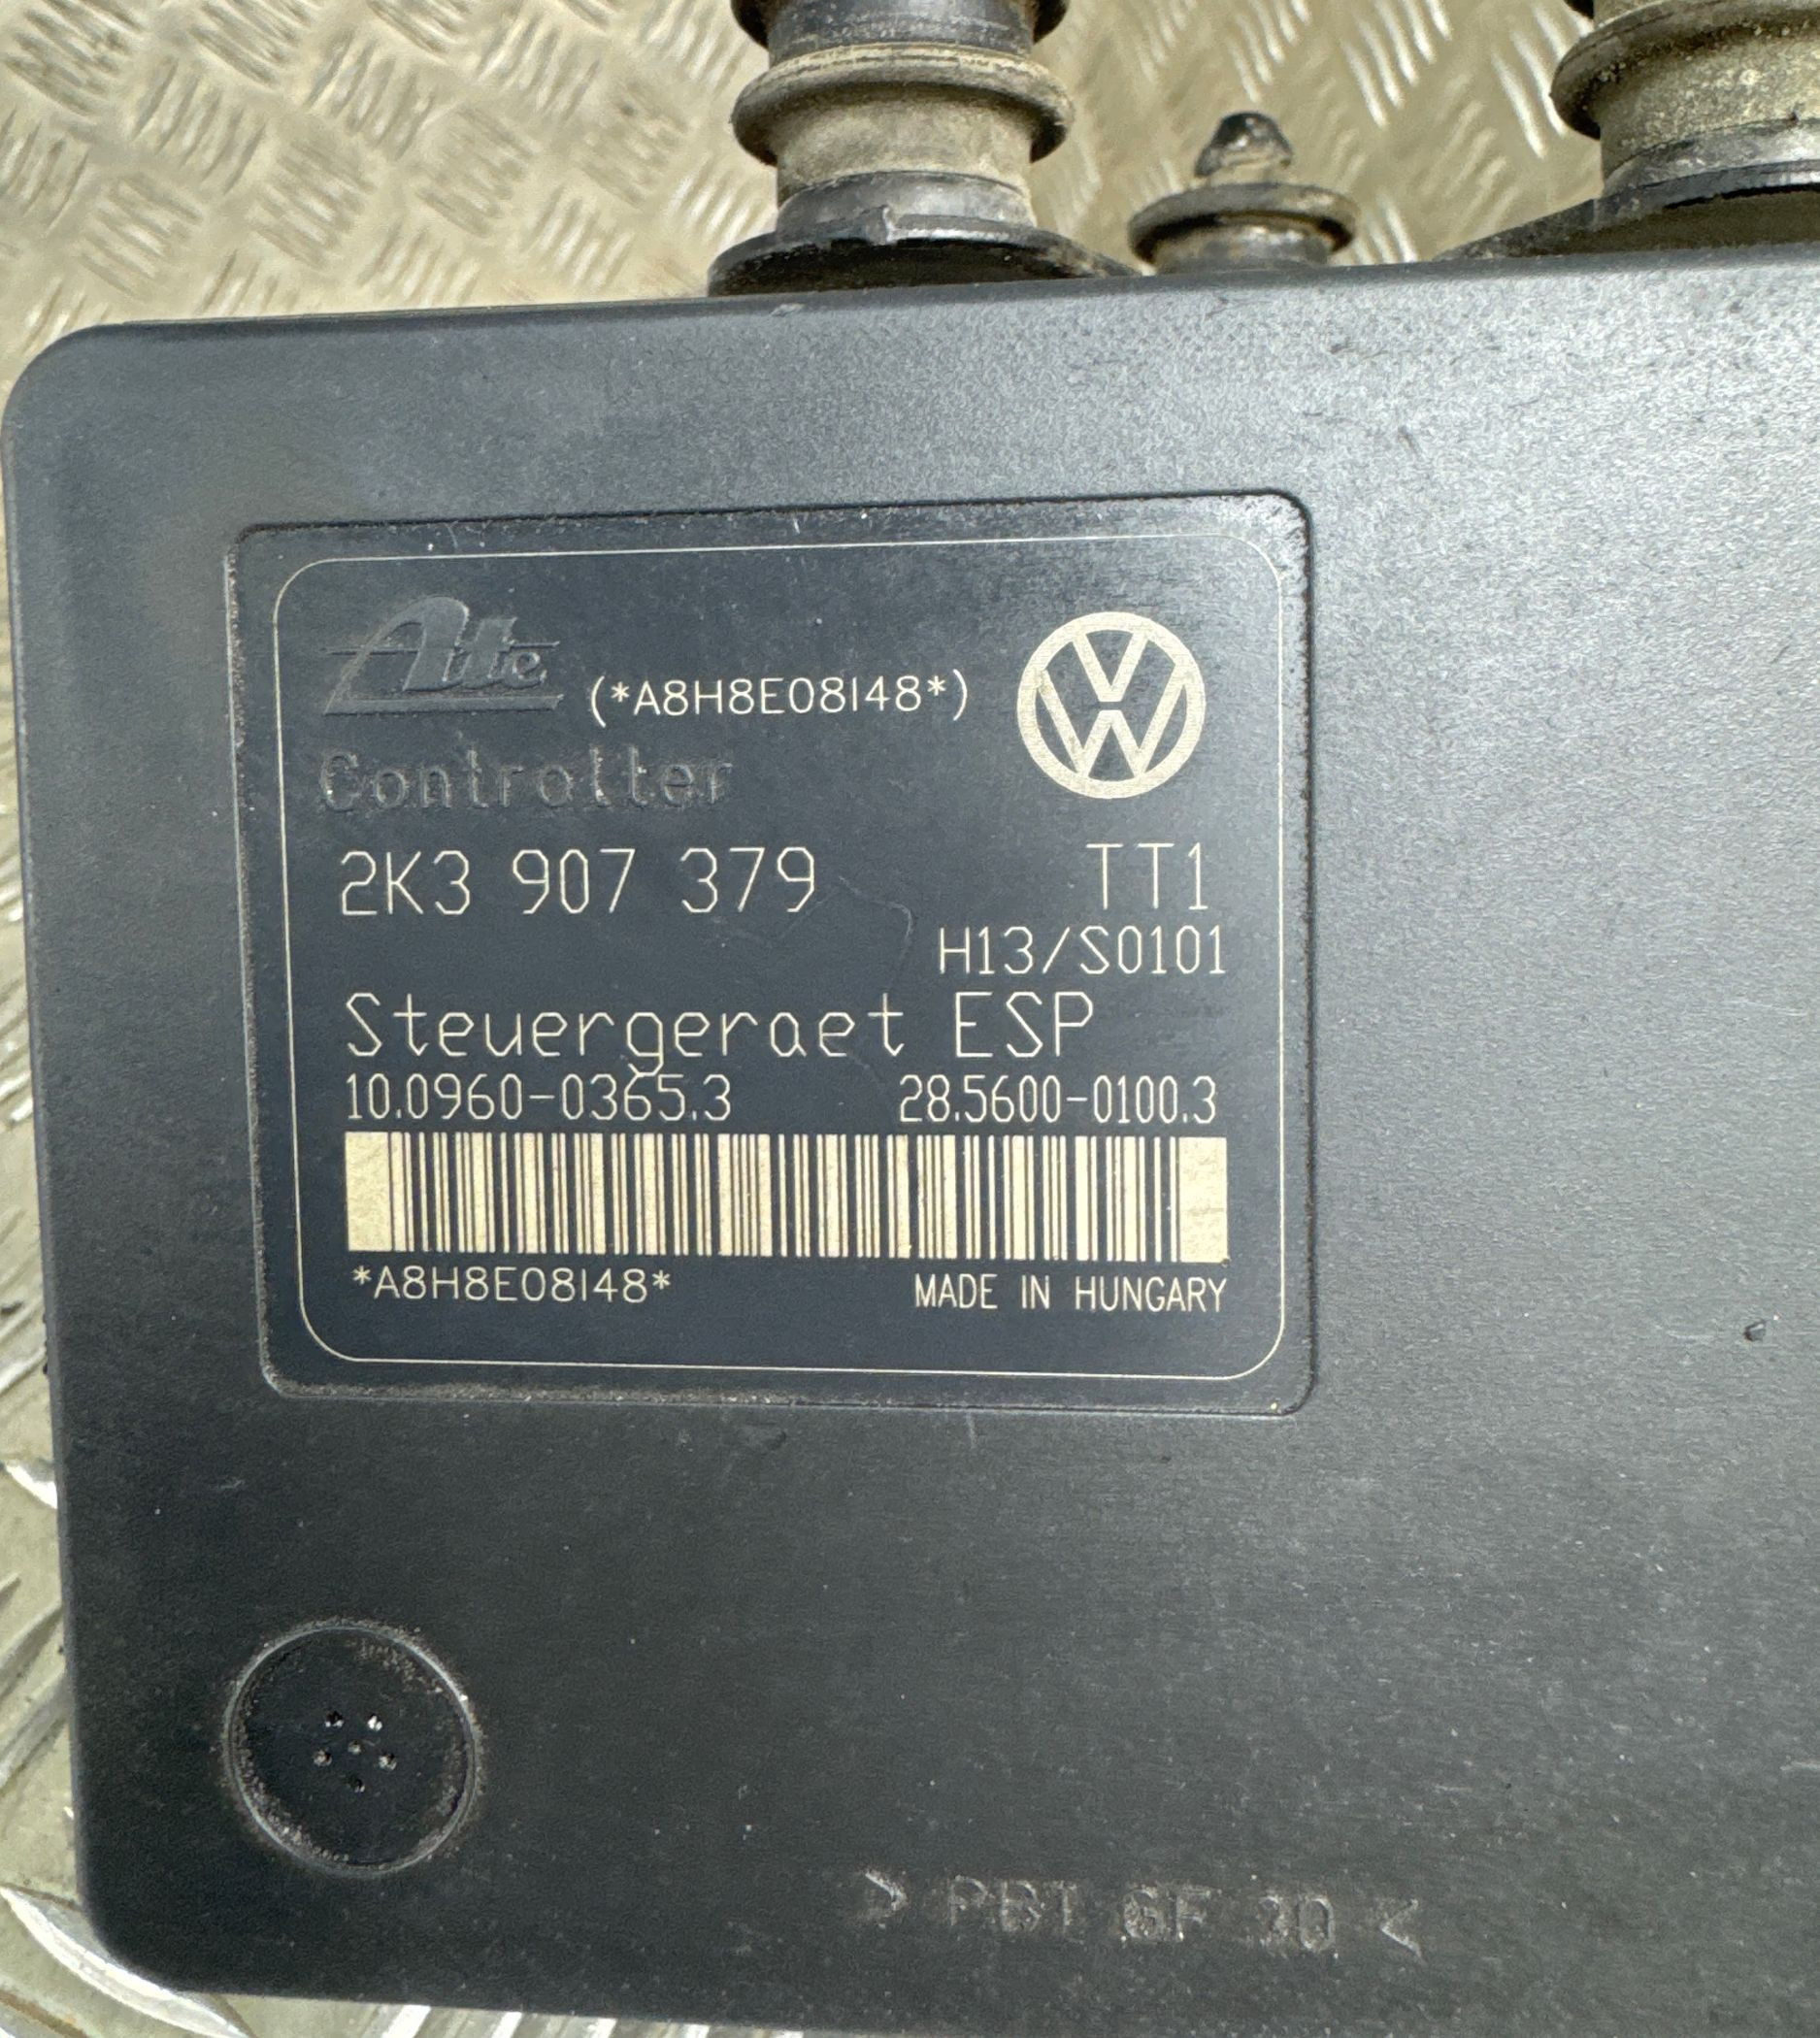 Ate (*A8H8E08148*)
Controller
2K3 907 379 TT1
H13/S0101
Steuergeraet ESP
10.0960-0365.3 28.5600-0100.3
*A8H8E08148* MADE IN HUNGARY
> PBT GF 30 <